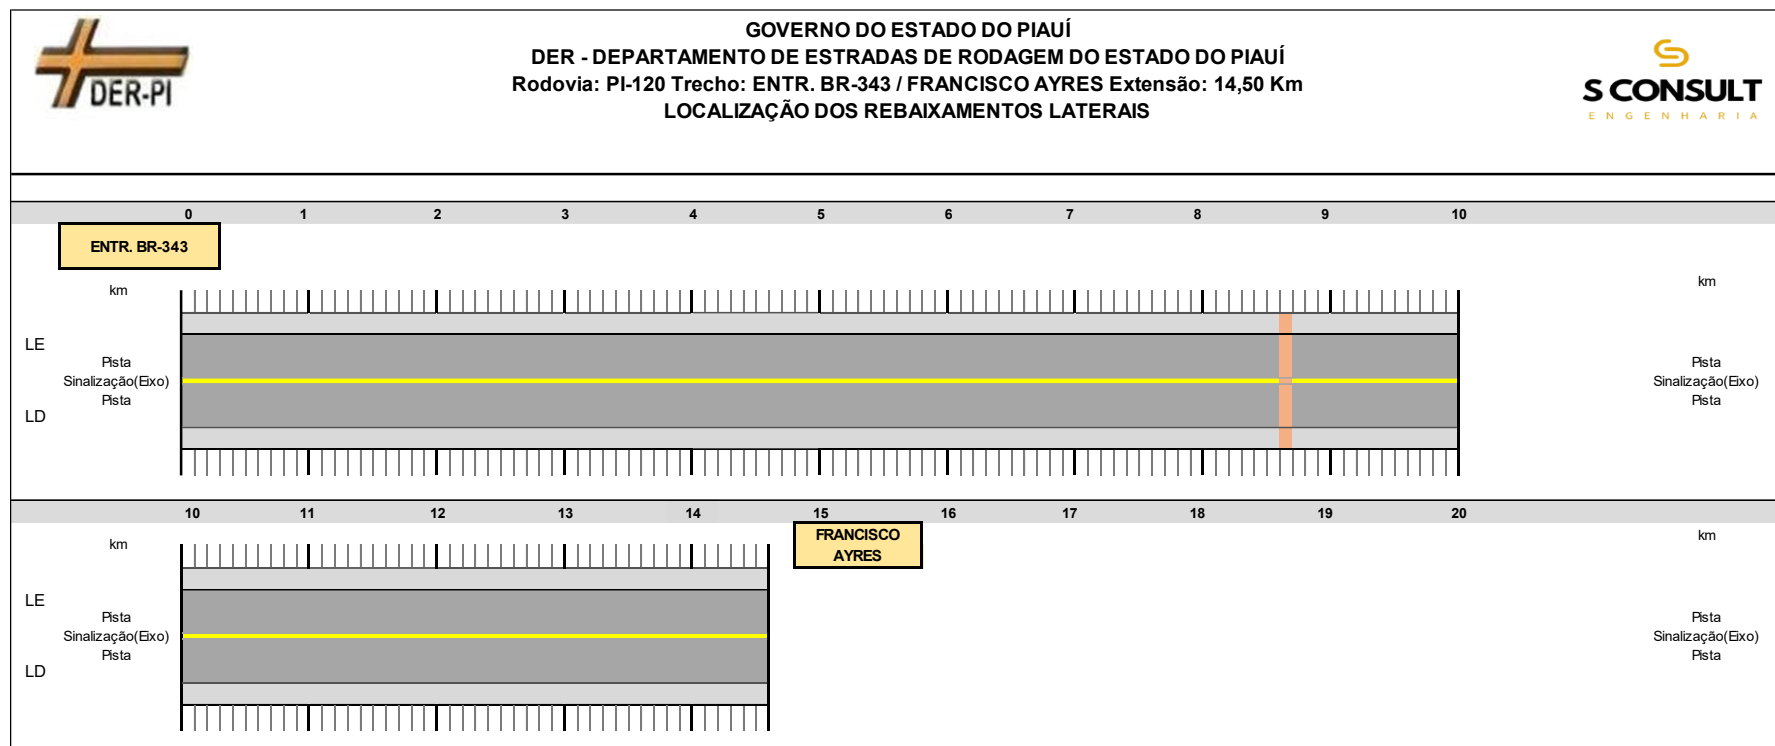 GOVERNO DO ESTADO DO PIAUÍ
DER - DEPARTAMENTO DE ESTRADAS DE RODAGEM DO ESTADO DO PIAUÍ
Rodovia: PI-120 Trecho: ENTR. BR-343 / FRANCISCO AYRES Extensão: 14,50 Km
LOCALIZAÇÃO DOS REBAIXAMENTOS LATERAIS
DER-PI
S CONSULT
ENGENHARIA
0 1 2 3 4 5 6 7 8 9 10
ENTR. BR-343
km km
LE
Pista Pista
Sinalização(Eixo) Sinalização(Eixo)
Pista Pista
LD
10 11 12 13 14 15 16 17 18 19 20
FRANCISCO
AYRES
km km
LE
Pista Pista
Sinalização(Eixo) Sinalização(Eixo)
Pista Pista
LD